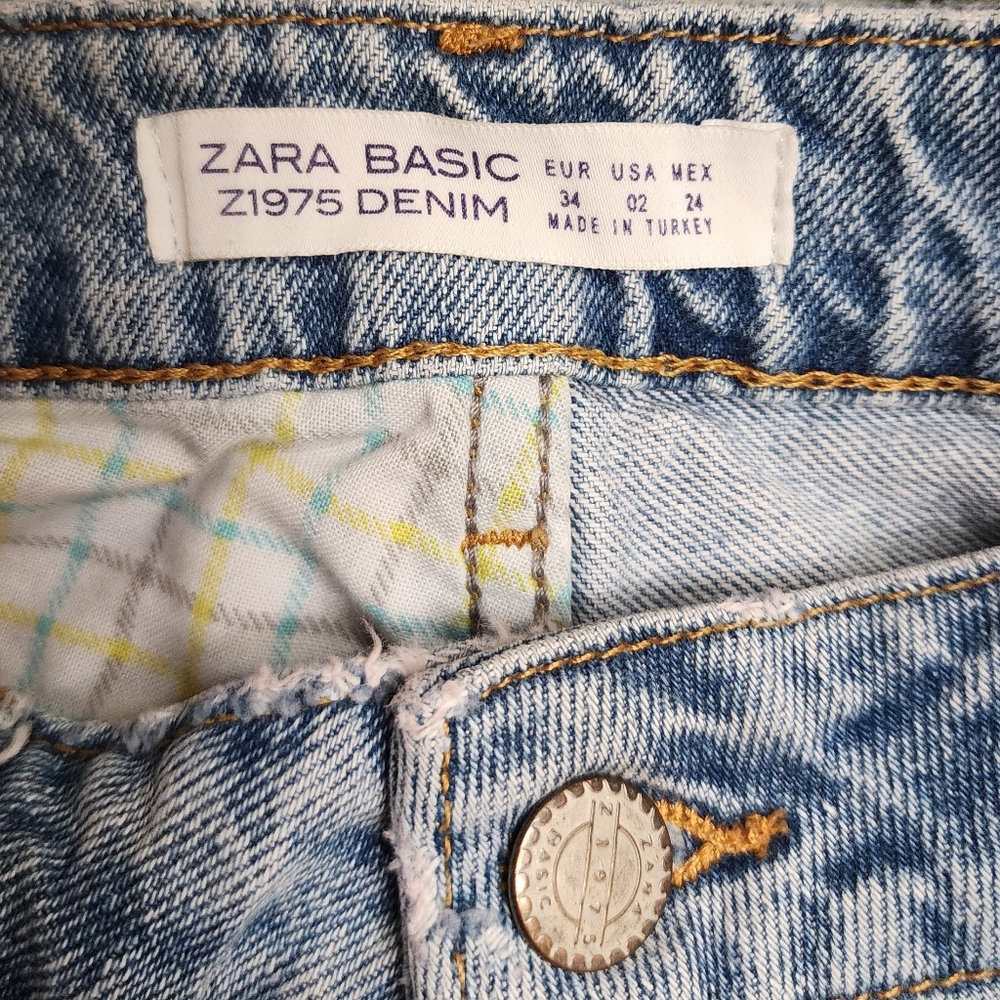 ZARA BASIC
Z1975 DENIM
EUR USA MEX
34 02 24
MADE IN TURKEY
ZARA BASIC
Z1975